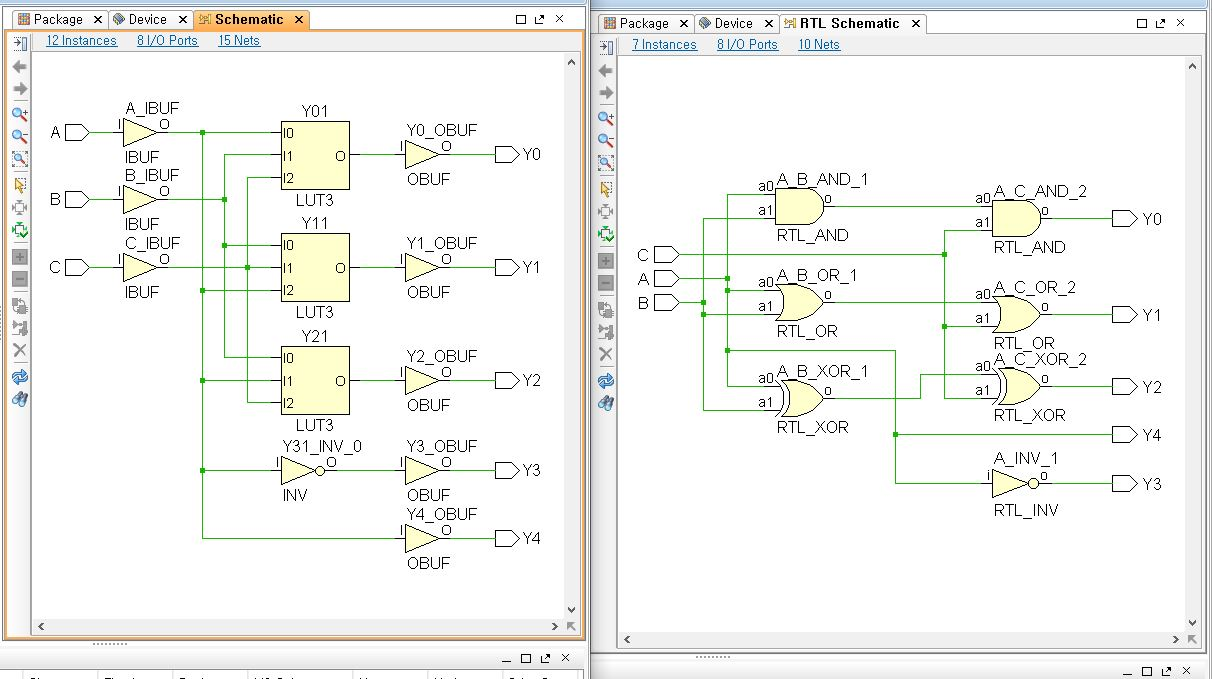 Package × Device × Schematic ×
12 Instances 8 I/O Ports 15 Nets
A_IBUF
Y01
A I O
I0
Y0_OBUF
IBUF
I1 O
I O Y0
B_IBUF
I2
OBUF
B I O
LUT3
IBUF
Y11
C_IBUF
I0
Y1_OBUF
C I O
I1 O
I O Y1
IBUF
I2
OBUF
LUT3
Y21
I0
Y2_OBUF
I1 O
I O Y2
I2
OBUF
LUT3
Y31_INV_0
Y3_OBUF
I O
I O Y3
INV
OBUF
Y4_OBUF
I O Y4
OBUF
Package × Device × RTL Schematic ×
7 Instances 8 I/O Ports 10 Nets
A_B_AND_1
a0
a1 o
RTL_AND
A_C_AND_2
a0
a1 o Y0
RTL_AND
C
A
B
A_B_OR_1
a0
a1 o
RTL_OR
A_C_OR_2
a0
a1 o Y1
RTL_OR
A_B_XOR_1
a0
a1 o
RTL_XOR
A_C_XOR_2
a0
a1 o Y2
RTL_XOR
Y4
A_INV_1
i o Y3
RTL_INV